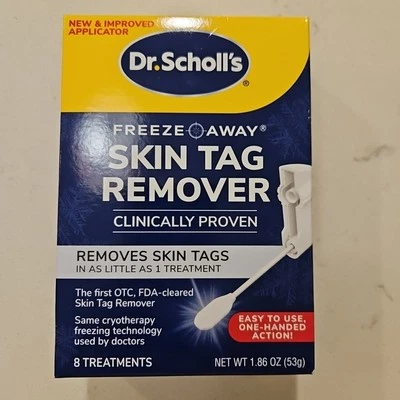 NEW & IMPROVED
APPLICATOR
Dr.Scholl's®
FREEZE AWAY®
SKIN TAG
REMOVER
CLINICALLY PROVEN
REMOVES SKIN TAGS
IN AS LITTLE AS 1 TREATMENT
The first OTC, FDA-cleared
Skin Tag Remover
Same cryotherapy
freezing technology
used by doctors
EASY TO USE,
ONE-HANDED
ACTION!
8 TREATMENTS
NET WT 1.86 OZ (53g)